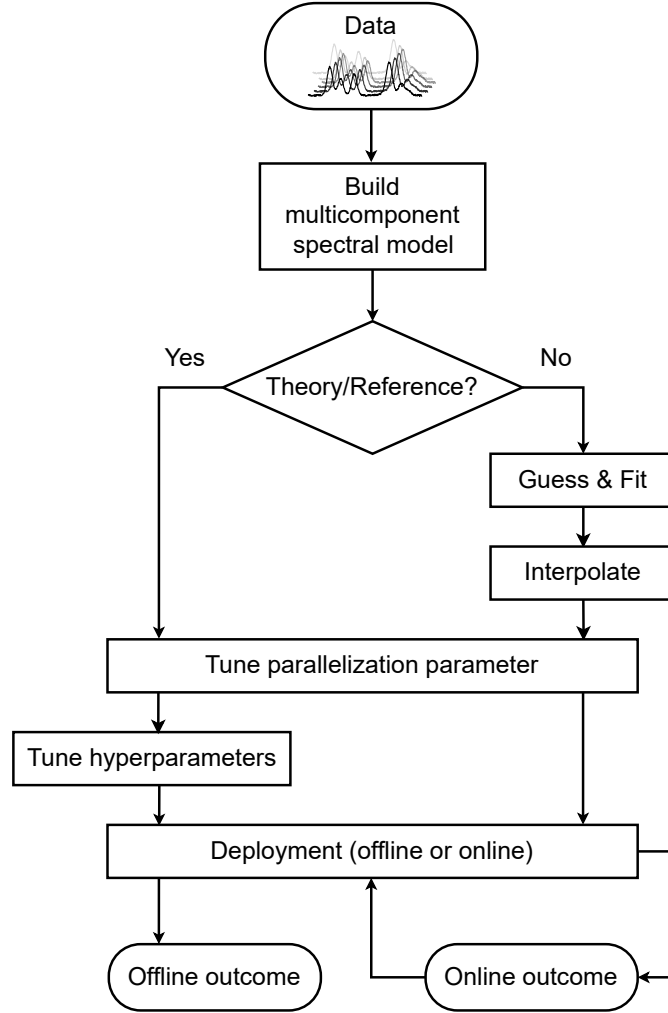 Data
Build
multicomponent
spectral model
Yes
No
Theory/Reference?
Guess & Fit
Interpolate
Tune parallelization parameter
Tune hyperparameters
Deployment (offline or online)
Offline outcome
Online outcome